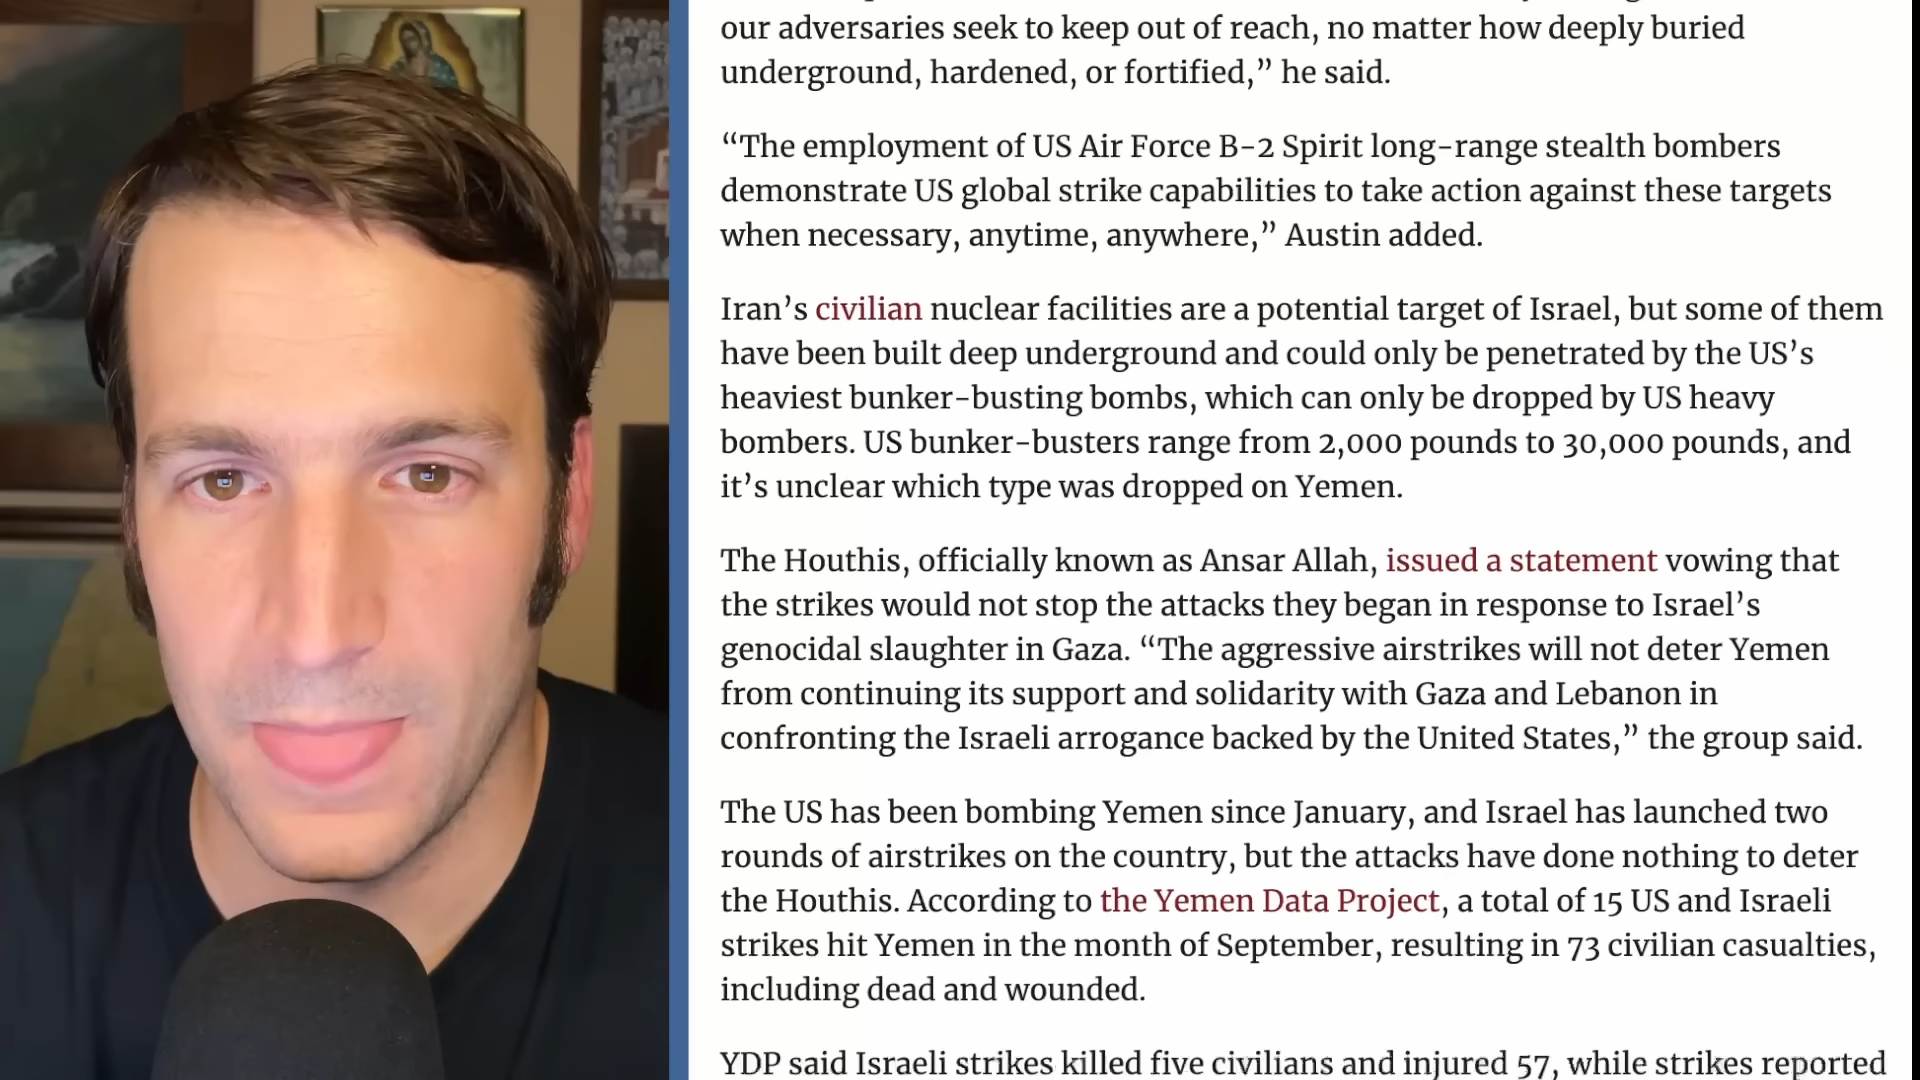 our adversaries seek to keep out of reach, no matter how deeply buried
underground, hardened, or fortified,” he said.
“The employment of US Air Force B-2 Spirit long-range stealth bombers
demonstrate US global strike capabilities to take action against these targets
when necessary, anytime, anywhere,” Austin added.
Iran’s civilian nuclear facilities are a potential target of Israel, but some of them
have been built deep underground and could only be penetrated by the US’s
heaviest bunker-busting bombs, which can only be dropped by US heavy
bombers. US bunker-busters range from 2,000 pounds to 30,000 pounds, and
it’s unclear which type was dropped on Yemen.
The Houthis, officially known as Ansar Allah, issued a statement vowing that
the strikes would not stop the attacks they began in response to Israel’s
genocidal slaughter in Gaza. “The aggressive airstrikes will not deter Yemen
from continuing its support and solidarity with Gaza and Lebanon in
confronting the Israeli arrogance backed by the United States,” the group said.
The US has been bombing Yemen since January, and Israel has launched two
rounds of airstrikes on the country, but the attacks have done nothing to deter
the Houthis. According to the Yemen Data Project, a total of 15 US and Israeli
strikes hit Yemen in the month of September, resulting in 73 civilian casualties,
including dead and wounded.
YDP said Israeli strikes killed five civilians and injured 57, while strikes reported